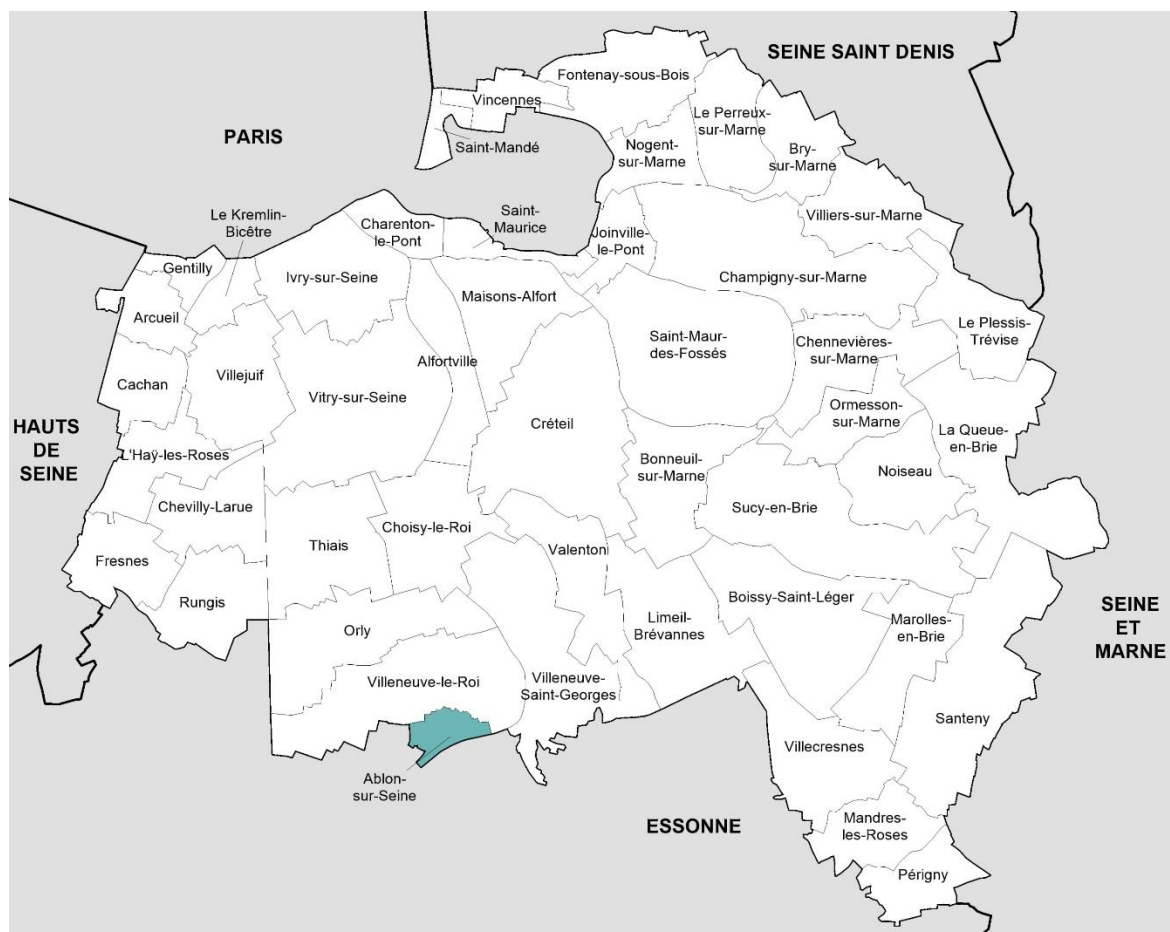 SEINE SAINT DENIS
Fontenay-sous-Bois
Vincennes
Le Perreux-
sur-Marne
PARIS
Saint-Mandé
Nogent-
sur-Marne
Bry-
sur-Marne
Le Kremlin-
Bicêtre
Saint-
Maurice
Villiers-sur-Marne
Charenton-
le-Pont
Joinville-
le-Pont
Gentilly
Ivry-sur-Seine
Champigny-sur-Marne
Maisons-Alfort
Arcueil
Le Plessis-
Trévise
Saint-Maur-
des-Fossés
Chennevières-
sur-Marne
Alfortville
Cachan
Villejuif
Vitry-sur-Seine
Ormesson-
sur-Marne
HAUTS
DE
SEINE
Créteil
La Queue-
en-Brie
L'Haÿ-les-Roses
Bonneuil-
sur-Marne
Noiseau
Chevilly-Larue
Sucy-en-Brie
Choisy-le-Roi
Thiais
Valenton
Fresnes
Rungis
Boissy-Saint-Léger
SEINE
ET
MARNE
Limeil-
Brévannes
Marolles-
en-Brie
Orly
Villeneuve-le-Roi
Villeneuve-
Saint-Georges
Santeny
Villecresnes
Ablon-
sur-Seine
ESSONNE
Mandres-
les-Roses
Périgny